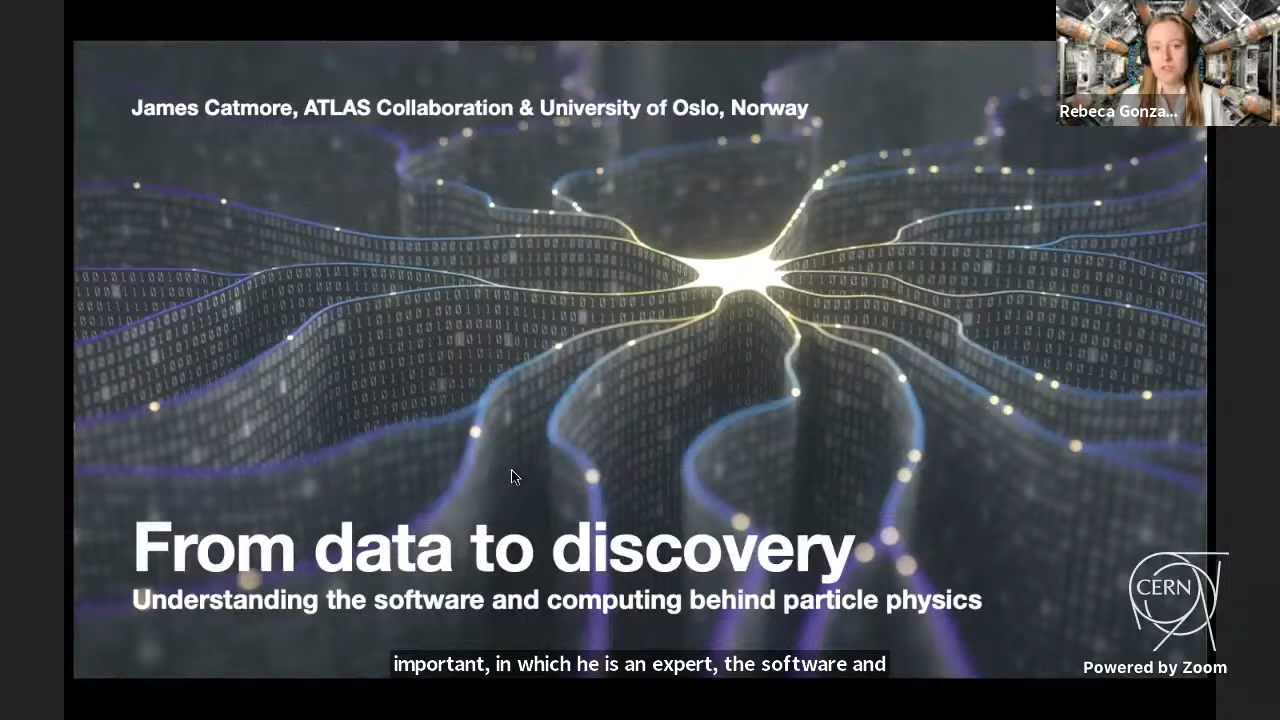 James Catmore, ATLAS Collaboration & University of Oslo, Norway
Rebeca Gonza...
From data to discovery
Understanding the software and computing behind particle physics
CERN
important, in which he is an expert, the software and
Powered by Zoom